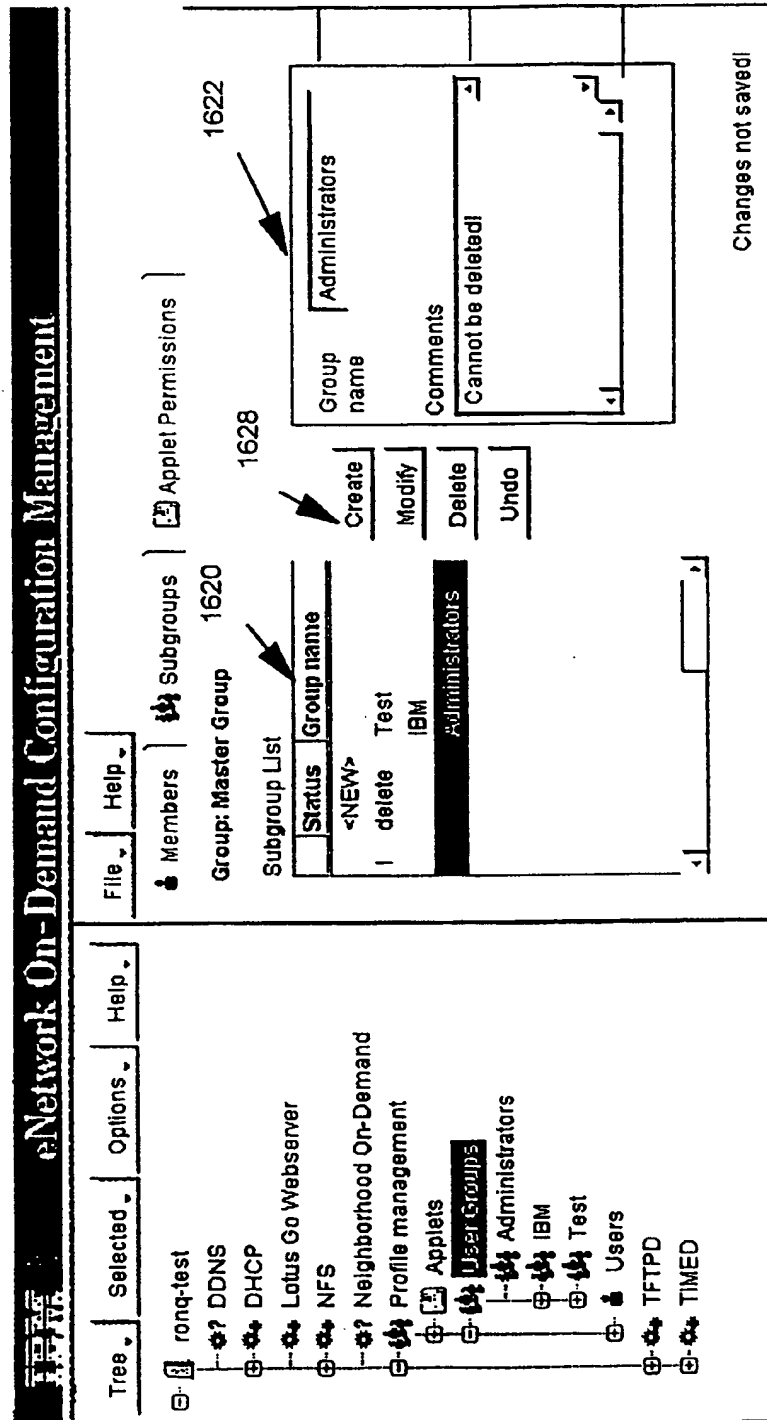 eNetwork On-Demand Configuration Management
Tree Selected Options Help
ronq-test
? DDNS
DHCP
Lotus Go Webserver
NFS
? Neighborhood On-Demand
Profile management
Applets
User Groups
Administrators
IBM
Test
Users
TFTPD
TIMED
File Help
Members Subgroups Applet Permissions
Group: Master Group
1620
1628
1622
Subgroup List
Status Group name
<NEW>
| delete Test
IBM
Administrators
Create
Modify
Delete
Undo
Group name
Administrators
Comments
Cannot be deleted!
Changes not saved!